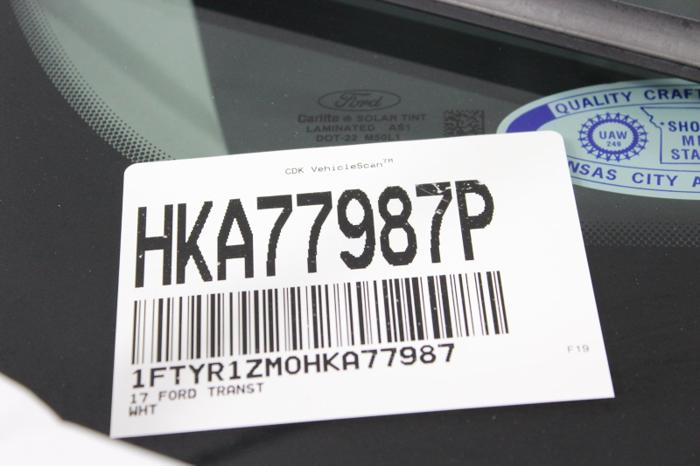 Ford
Carlite SOLAR TINT
LAMINATED AS1
DOT-22 M50L1
QUALITY CRAFT
UAW
249
SHO
STA
NSAS CITY A
CDK VehicleScan™
HKA77987P
1FTYR1ZM0HKA77987
17 FORD TRANST
WHT
F19